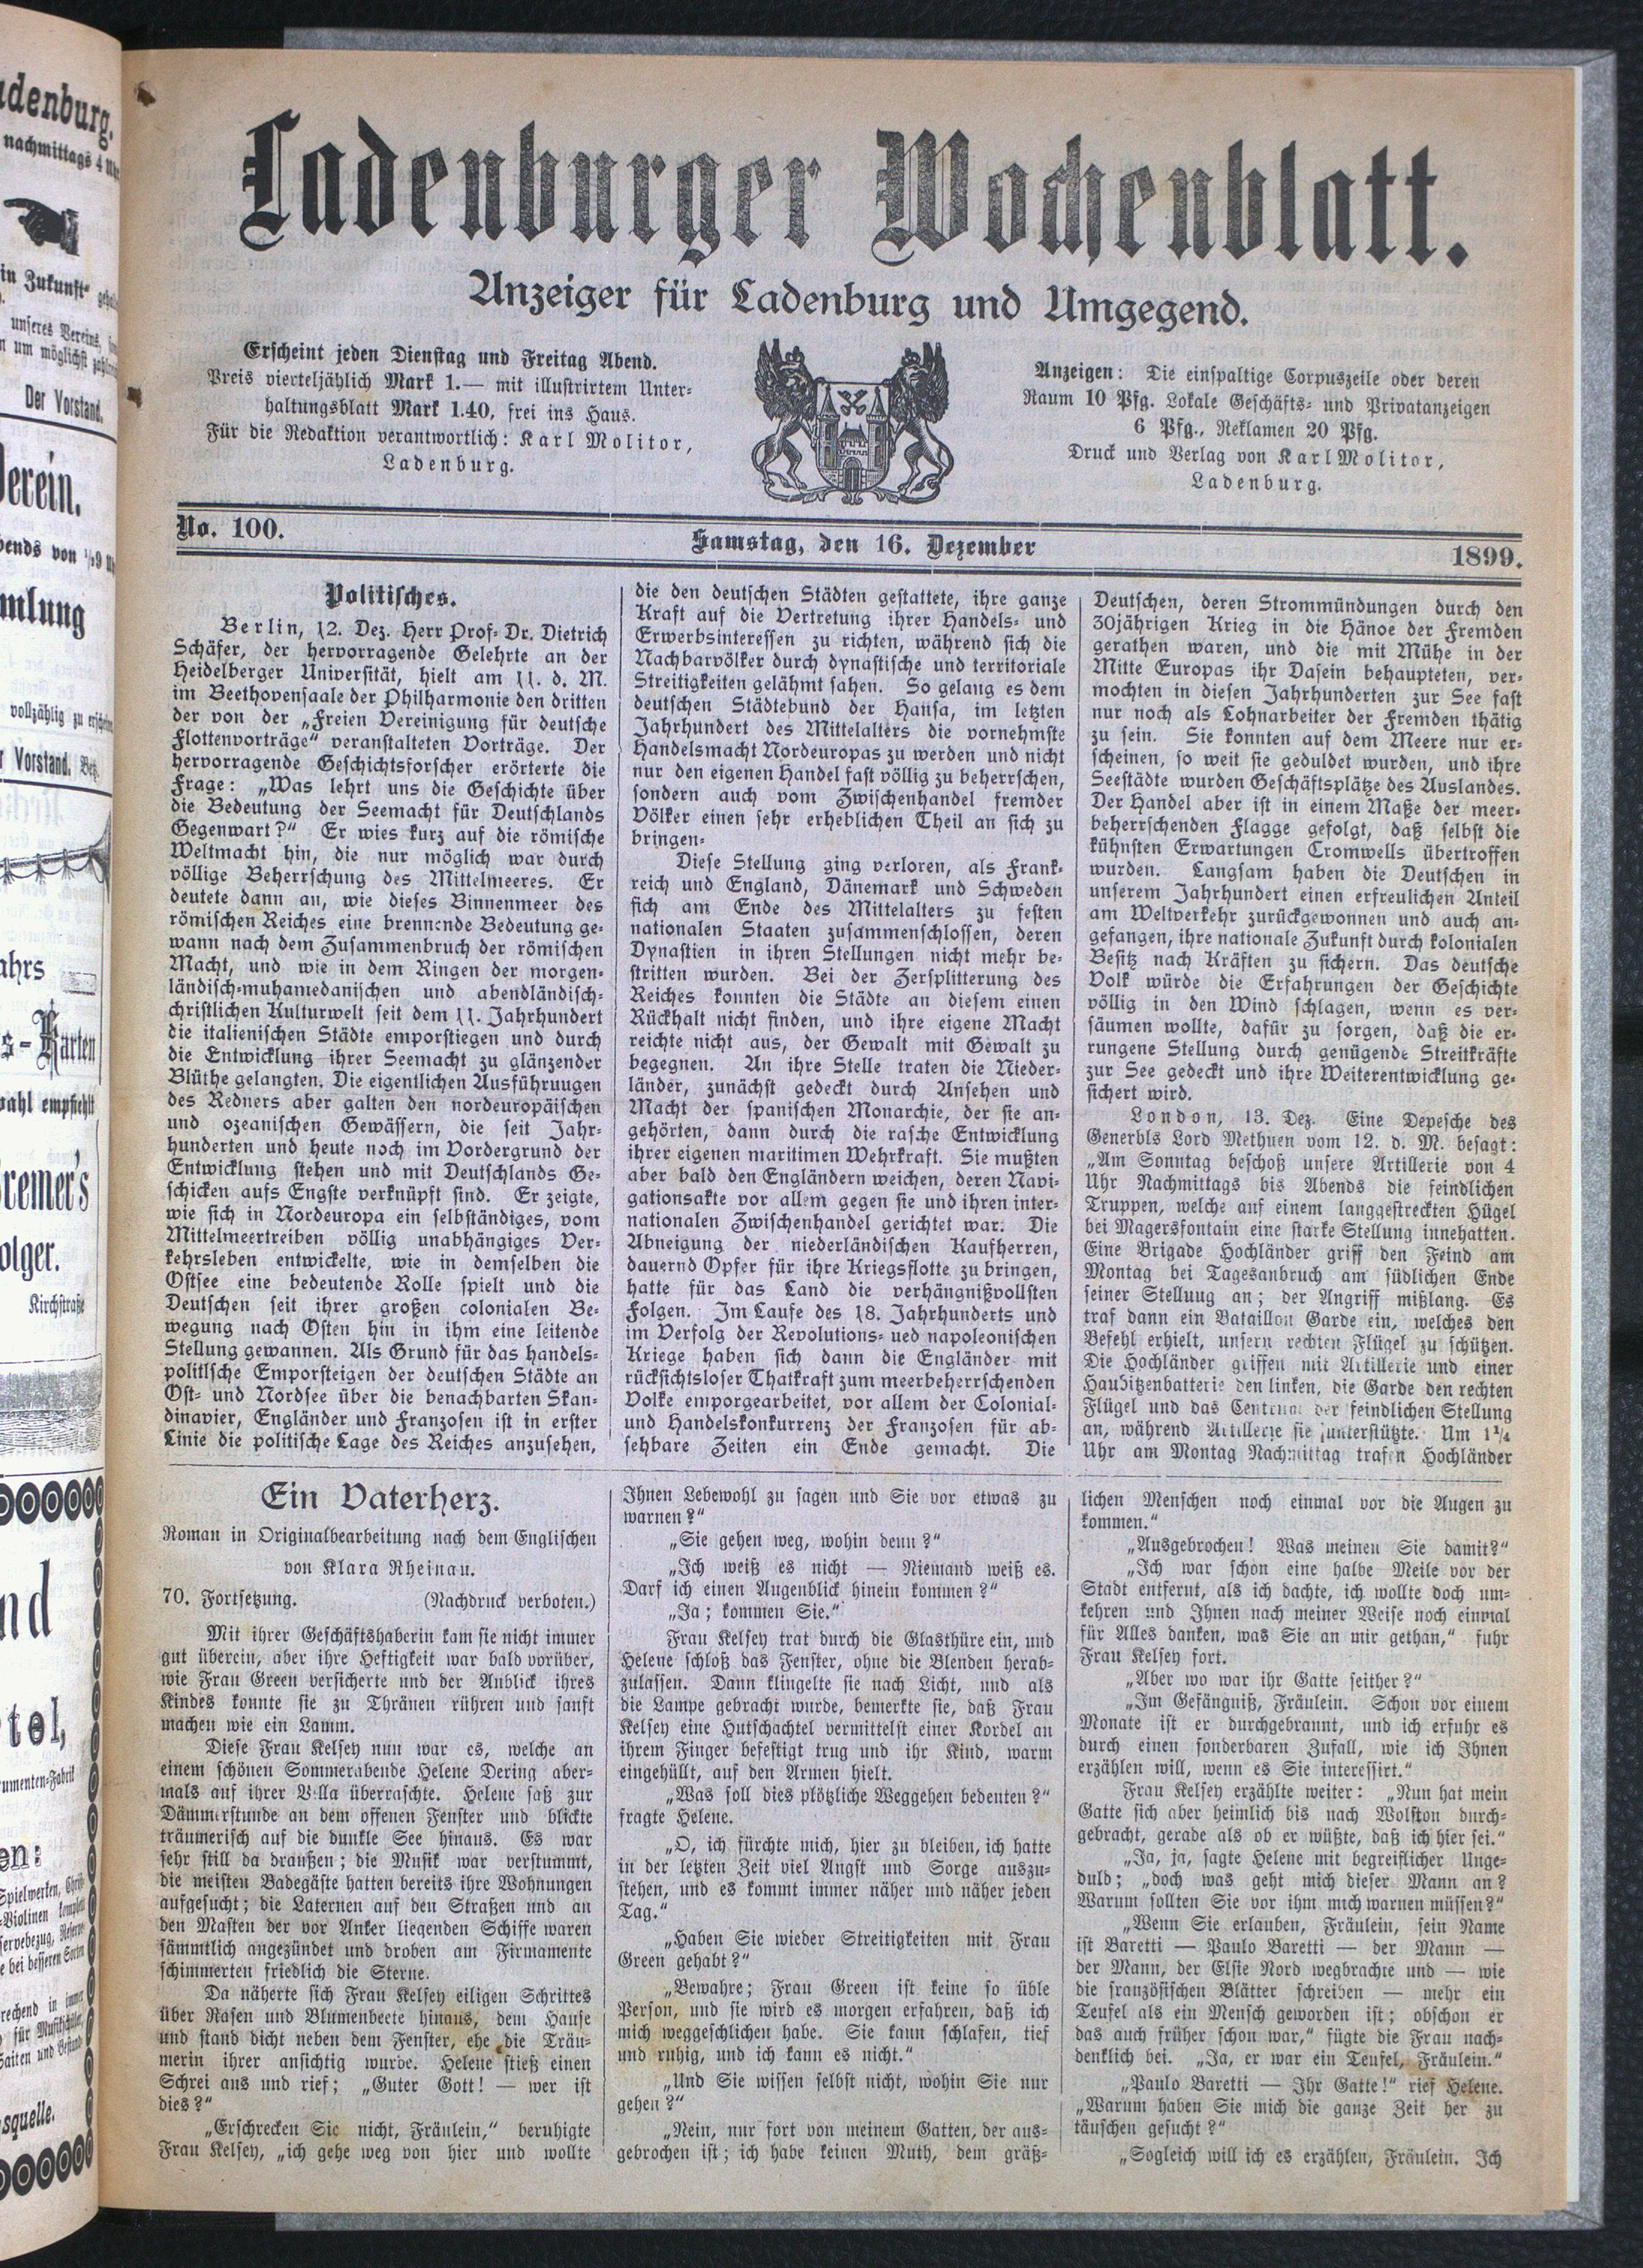 Ladenburger Wochenblatt.
Anzeiger für Ladenburg und Umgegend.
Erscheint jeden Dienstag und Freitag Abend.
Preis vierteljährlich Mark 1.— mit illustrirtem Unter-
haltungsblatt Mark 1.40, frei ins Haus.
Für die Redaktion verantwortlich: Karl Molitor,
Ladenburg.
Anzeigen: Die einspaltige Corpuszeile oder deren
Raum 10 Pfg. Lokale Geschäfts- und Privatanzeigen
6 Pfg., Reklamen 20 Pfg.
Druck und Verlag von Karl Molitor,
Ladenburg.
No. 100.
Samstag, den 16. Dezember
1899.
Politisches.
Berlin, 12. Dez. Herr Prof. Dr. Dietrich
Schäfer, der hervorragende Gelehrte an der
Heidelberger Universität, hielt am 11. d. M.
im Beethovensaale der Philharmonie den dritten
der von der „Freien Vereinigung für deutsche
Flottenvorträge“ veranstalteten Vorträge. Der
hervorragende Geschichtsforscher erörterte die
Frage: „Was lehrt uns die Geschichte über
die Bedeutung der Seemacht für Deutschlands
Gegenwart?“ Er wies kurz auf die römische
Weltmacht hin, die nur möglich war durch
völlige Beherrschung des Mittelmeeres. Er
deutete dann an, wie dieses Binnenmeer des
römischen Reiches eine brennende Bedeutung ge-
wann nach dem Zusammenbruch der römischen
Macht, und wie in dem Ringen der morgen-
ländisch-muhamedanischen und abendländisch-
christlichen Kulturwelt seit dem 11. Jahrhundert
die italienischen Städte emporstiegen und durch
die Entwicklung ihrer Seemacht zu glänzender
Blüthe gelangten. Die eigentlichen Ausführuugen
des Redners aber galten den nordeuropäischen
und ozeanischen Gewässern, die seit Jahr-
hunderten und heute noch im Vordergrund der
Entwicklung stehen und mit Deutschlands Ge-
schicken aufs Engste verknüpft sind. Er zeigte,
wie sich in Nordeuropa ein selbständiges, vom
Mittelmeertreiben völlig unabhängiges Ver-
kehrsleben entwickelte, wie in demselben die
Ostsee eine bedeutende Rolle spielt und die
Deutschen seit ihrer großen colonialen Be-
wegung nach Osten hin in ihm eine leitende
Stellung gewannen. Als Grund für das handels-
politlsche Emporsteigen der deutschen Städte an
Ost- und Nordsee über die benachbarten Skan-
dinavier, Engländer und Franzosen ist in erster
Linie die politische Lage des Reiches anzusehen,
die den deutschen Städten gestattete, ihre ganze
Kraft auf die Vertretung ihrer Handels- und
Erwerbsinteressen zu richten, während sich die
Nachbarvölker durch dynastische und territoriale
Streitigkeiten gelähmt sahen. So gelang es dem
deutschen Städtebund der Hansa, im letzten
Jahrhundert des Mittelalters die vornehmste
Handelsmacht Nordeuropas zu werden und nicht
nur den eigenen Handel fast völlig zu beherrschen,
sondern auch vom Zwischenhandel fremder
Völker einen sehr erheblichen Theil an sich zu
bringen.
Diese Stellung ging verloren, als Frank-
reich und England, Dänemark und Schweden
sich am Ende des Mittelalters zu festen
nationalen Staaten zusammenschlossen, deren
Dynastien in ihren Stellungen nicht mehr be-
stritten wurden. Bei der Zersplitterung des
Reiches konnten die Städte an diesem einen
Rückhalt nicht finden, und ihre eigene Macht
reichte nicht aus, der Gewalt mit Gewalt zu
begegnen. An ihre Stelle traten die Nieder-
länder, zunächst gedeckt durch Ansehen und
Macht der spanischen Monarchie, der sie an-
gehörten, dann durch die rasche Entwicklung
ihrer eigenen maritimen Wehrkraft. Sie mußten
aber bald den Engländern weichen, deren Navi-
gationsakte vor allem gegen sie und ihren inter-
nationalen Zwischenhandel gerichtet war. Die
Abneigung der niederländischen Kaufherren,
dauernd Opfer für ihre Kriegsflotte zu bringen,
hatte für das Land die verhängnißvollsten
Folgen. Im Laufe des 18. Jahrhunderts und
im Verfolg der Revolutions- ued napoleonischen
Kriege haben sich dann die Engländer mit
rücksichtsloser Thatkraft zum meerbeherrschenden
Volke emporgearbeitet, vor allem der Colonial-
und Handelskonkurrenz der Franzosen für ab-
sehbare Zeiten ein Ende gemacht. Die
Deutschen, deren Strommündungen durch den
30jährigen Krieg in die Hänoe der Fremden
gerathen waren, und die mit Mühe in der
Mitte Europas ihr Dasein behaupteten, ver-
mochten in diesen Jahrhunderten zur See fast
nur noch als Lohnarbeiter der Fremden thätig
zu sein. Sie konnten auf dem Meere nur er-
scheinen, so weit sie geduldet wurden, und ihre
Seestädte wurden Geschäftsplätze des Auslandes.
Der Handel aber ist in einem Maße der meer-
beherrschenden Flagge gefolgt, daß selbst die
kühnsten Erwartungen Cromwells übertroffen
wurden. Langsam haben die Deutschen in
unserem Jahrhundert einen erfreulichen Anteil
am Weltverkehr zurückgewonnen und auch an-
gefangen, ihre nationale Zukunft durch kolonialen
Besitz nach Kräften zu sichern. Das deutsche
Volk würde die Erfahrungen der Geschichte
völlig in den Wind schlagen, wenn es ver-
säumen wollte, dafür zu sorgen, daß die er-
rungene Stellung durch genügende Streitkräfte
zur See gedeckt und ihre Weiterentwicklung ge-
sichert wird.
London, 13. Dez. Eine Depesche des
Generbls Lord Methuen vom 12. d. M. besagt:
„Am Sonntag beschoß unsere Artillerie von 4
Uhr Nachmittags bis Abends die feindlichen
Truppen, welche auf einem langgestreckten Hügel
bei Magersfontain eine starke Stellung innehatten.
Eine Brigade Hochländer griff den Feind am
Montag bei Tagesanbruch am südlichen Ende
seiner Stelluug an; der Angriff mißlang. Es
traf dann ein Bataillon Garde ein, welches den
Befehl erhielt, unsern rechten Flügel zu schützen.
Die Hochländer griffen mit Artillerie und einer
Hauditzenbatterie den linken, die Garde den rechten
Flügel und das Centrum der feindlichen Stellung
an, während Artillerie sie unterstützte. Um 1¼
Uhr am Montag Nachmittag trafen Hochländer
Ein Vaterherz.
Roman in Originalbearbeitung nach dem Englischen
von Klara Rheinau.
70. Fortsetzung. (Nachdruck verboten.)
Mit ihrer Geschäftshaberin kam sie nicht immer
gut überein, aber ihre Heftigkeit war bald vorüber,
wie Frau Green versicherte und der Anblick ihres
Kindes konnte sie zu Thränen rühren und sanft
machen wie ein Lamm.
Diese Frau Kelsey nun war es, welche an
einem schönen Sommerabende Helene Dering aber-
mals auf ihrer Villa überraschte. Helene saß zur
Dämmerstunde an dem offenen Fenster und blickte
träumerisch auf die dunkle See hinaus. Es war
sehr still da draußen; die Musik war verstummt,
die meisten Badegäste hatten bereits ihre Wohnungen
aufgesucht; die Laternen auf den Straßen und an
den Masten der vor Anker liegenden Schiffe waren
sämmtlich angezündet und droben am Firmamente
schimmerten friedlich die Sterne.
Da näherte sich Frau Kelsey eiligen Schrittes
über Rasen und Blumenbeete hinaus, dem Hause
und stand dicht neben dem Fenster, ehe die Träu-
merin ihrer ansichtig wurde. Helene stieß einen
Schrei aus und rief; „Guter Gott! — wer ist
dies?“
„Erschrecken Sie nicht, Fräulein,“ beruhigte
Frau Kelsey, „ich gehe weg von hier und wollte
Ihnen Lebewohl zu sagen und Sie vor etwas zu
warnen?“
„Sie gehen weg, wohin denn?“
„Ich weiß es nicht — Niemand weiß es.
Darf ich einen Augenblick hinein kommen?“
„Ja; kommen Sie.“
Frau Kelsey trat durch die Glasthüre ein, und
Helene schloß das Fenster, ohne die Blenden herab-
zulassen. Dann klingelte sie nach Licht, und als
die Lampe gebracht wurde, bemerkte sie, daß Frau
Kelsey eine Hutschachtel vermittelst einer Kordel an
ihrem Finger befestigt trug und ihr Kind, warm
eingehüllt, auf den Armen hielt.
„Was soll dies plötzliche Weggehen bedeuten?“
fragte Helene.
„O, ich fürchte mich, hier zu bleiben, ich hatte
in der letzten Zeit viel Angst und Sorge auszu-
stehen, und es kommt immer näher und näher jeden
Tag.“
„Haben Sie wieder Streitigkeiten mit Frau
Green gehabt?“
„Bewahre; Frau Green ist keine so üble
Person, und sie wird es morgen erfahren, daß ich
mich weggeschlichen habe. Sie kann schlafen, tief
und ruhig, und ich kann es nicht.“
„Und Sie wissen selbst nicht, wohin Sie nur
gehen?“
„Nein, nur fort von meinem Gatten, der aus-
gebrochen ist; ich habe keinen Muth, dem gräß-
lichen Menschen noch einmal vor die Augen zu
kommen.“
„Ausgebrochen! Was meinen Sie damit?“
„Ich war schon eine halbe Meile vor der
Stadt entfernt, als ich dachte, ich wollte doch um-
kehren und Ihnen nach meiner Weise noch einmal
für Alles danken, was Sie an mir gethan,“ fuhr
Frau Kelsey fort.
„Aber wo war ihr Gatte seither?“
„Im Gefängniß, Fräulein. Schon vor einem
Monate ist er durchgebrannt, und ich erfuhr es
durch einen sonderbaren Zufall, wie ich Ihnen
erzählen will, wenn es Sie interessirt.“
Frau Kelsey erzählte weiter: „Nun hat mein
Gatte sich aber heimlich bis nach Wolston durch-
gebracht, gerade als ob er wüßte, daß ich hier sei.“
„Ja, ja, sagte Helene mit begreiflicher Unge-
duld; „doch was geht mich dieser Mann an?
Warum sollten Sie vor ihm mich warnen müssen?“
„Wenn Sie erlauben, Fräulein, sein Name
ist Baretti — Paulo Baretti — der Mann —
der Mann, der Elsie Nord wegbrachte und — wie
die französischen Blätter schreiben — mehr ein
Teufel als ein Mensch geworden ist; obschon er
das auch früher schon war,“ fügte die Frau nach-
denklich bei. „Ja, er war ein Teufel, Fräulein.“
„Paulo Baretti — Ihr Gatte!“ rief Helene.
„Warum haben Sie mich die ganze Zeit her zu
täuschen gesucht?“
„Sogleich will ich es erzählen, Fräulein. Ich